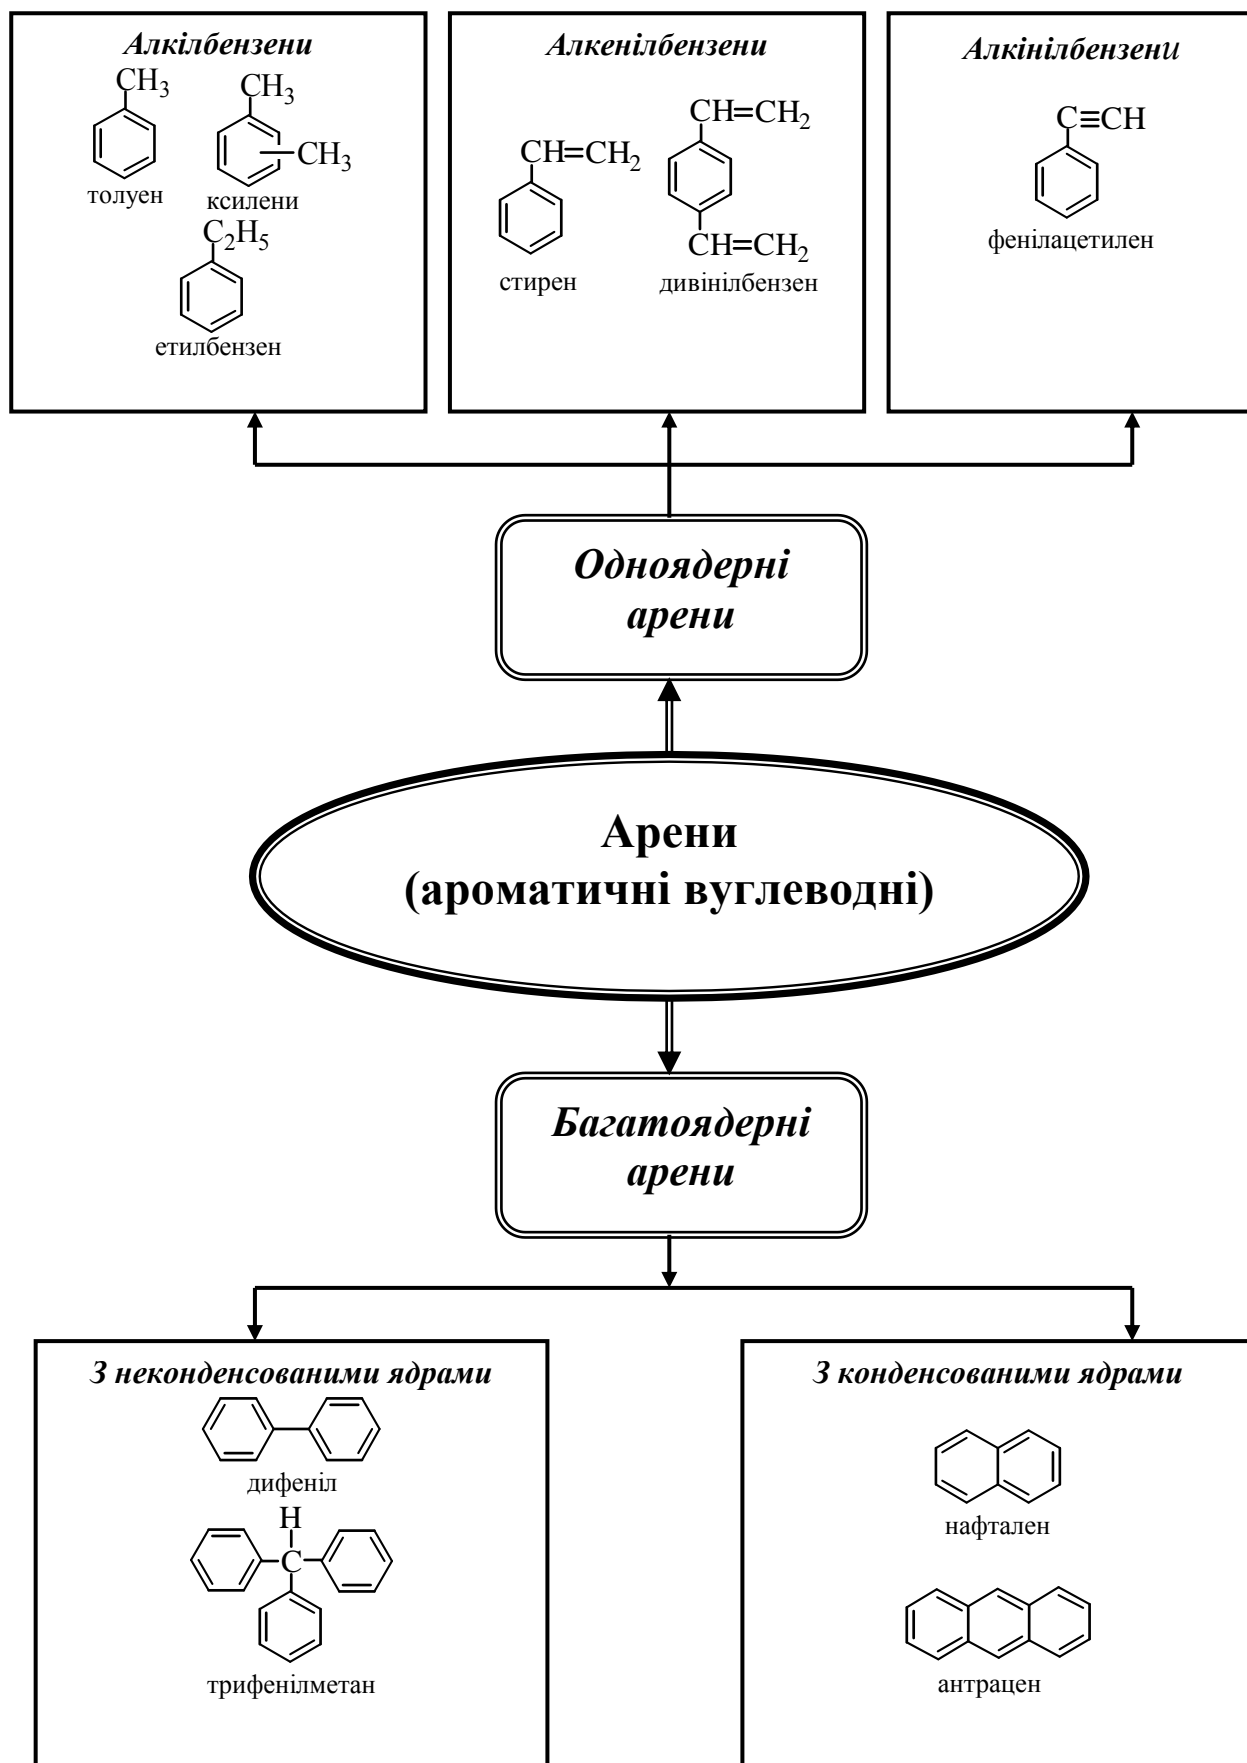 Алкілбензени
CH3
толуен
CH3
CH3
ксилени
C2H5
етилбензен
Алкенілбензени
CH=CH2
стирен
CH=CH2
CH=CH2
дивінілбензен
Алкінілбензени
C≡CH
фенілацетилен
Одноядерні
арени
Арени
(ароматичні вуглеводні)
Багатоядерні
арени
З неконденсованими ядрами
дифеніл
H
C
трифенілметан
З конденсованими ядрами
нафтален
антрацен